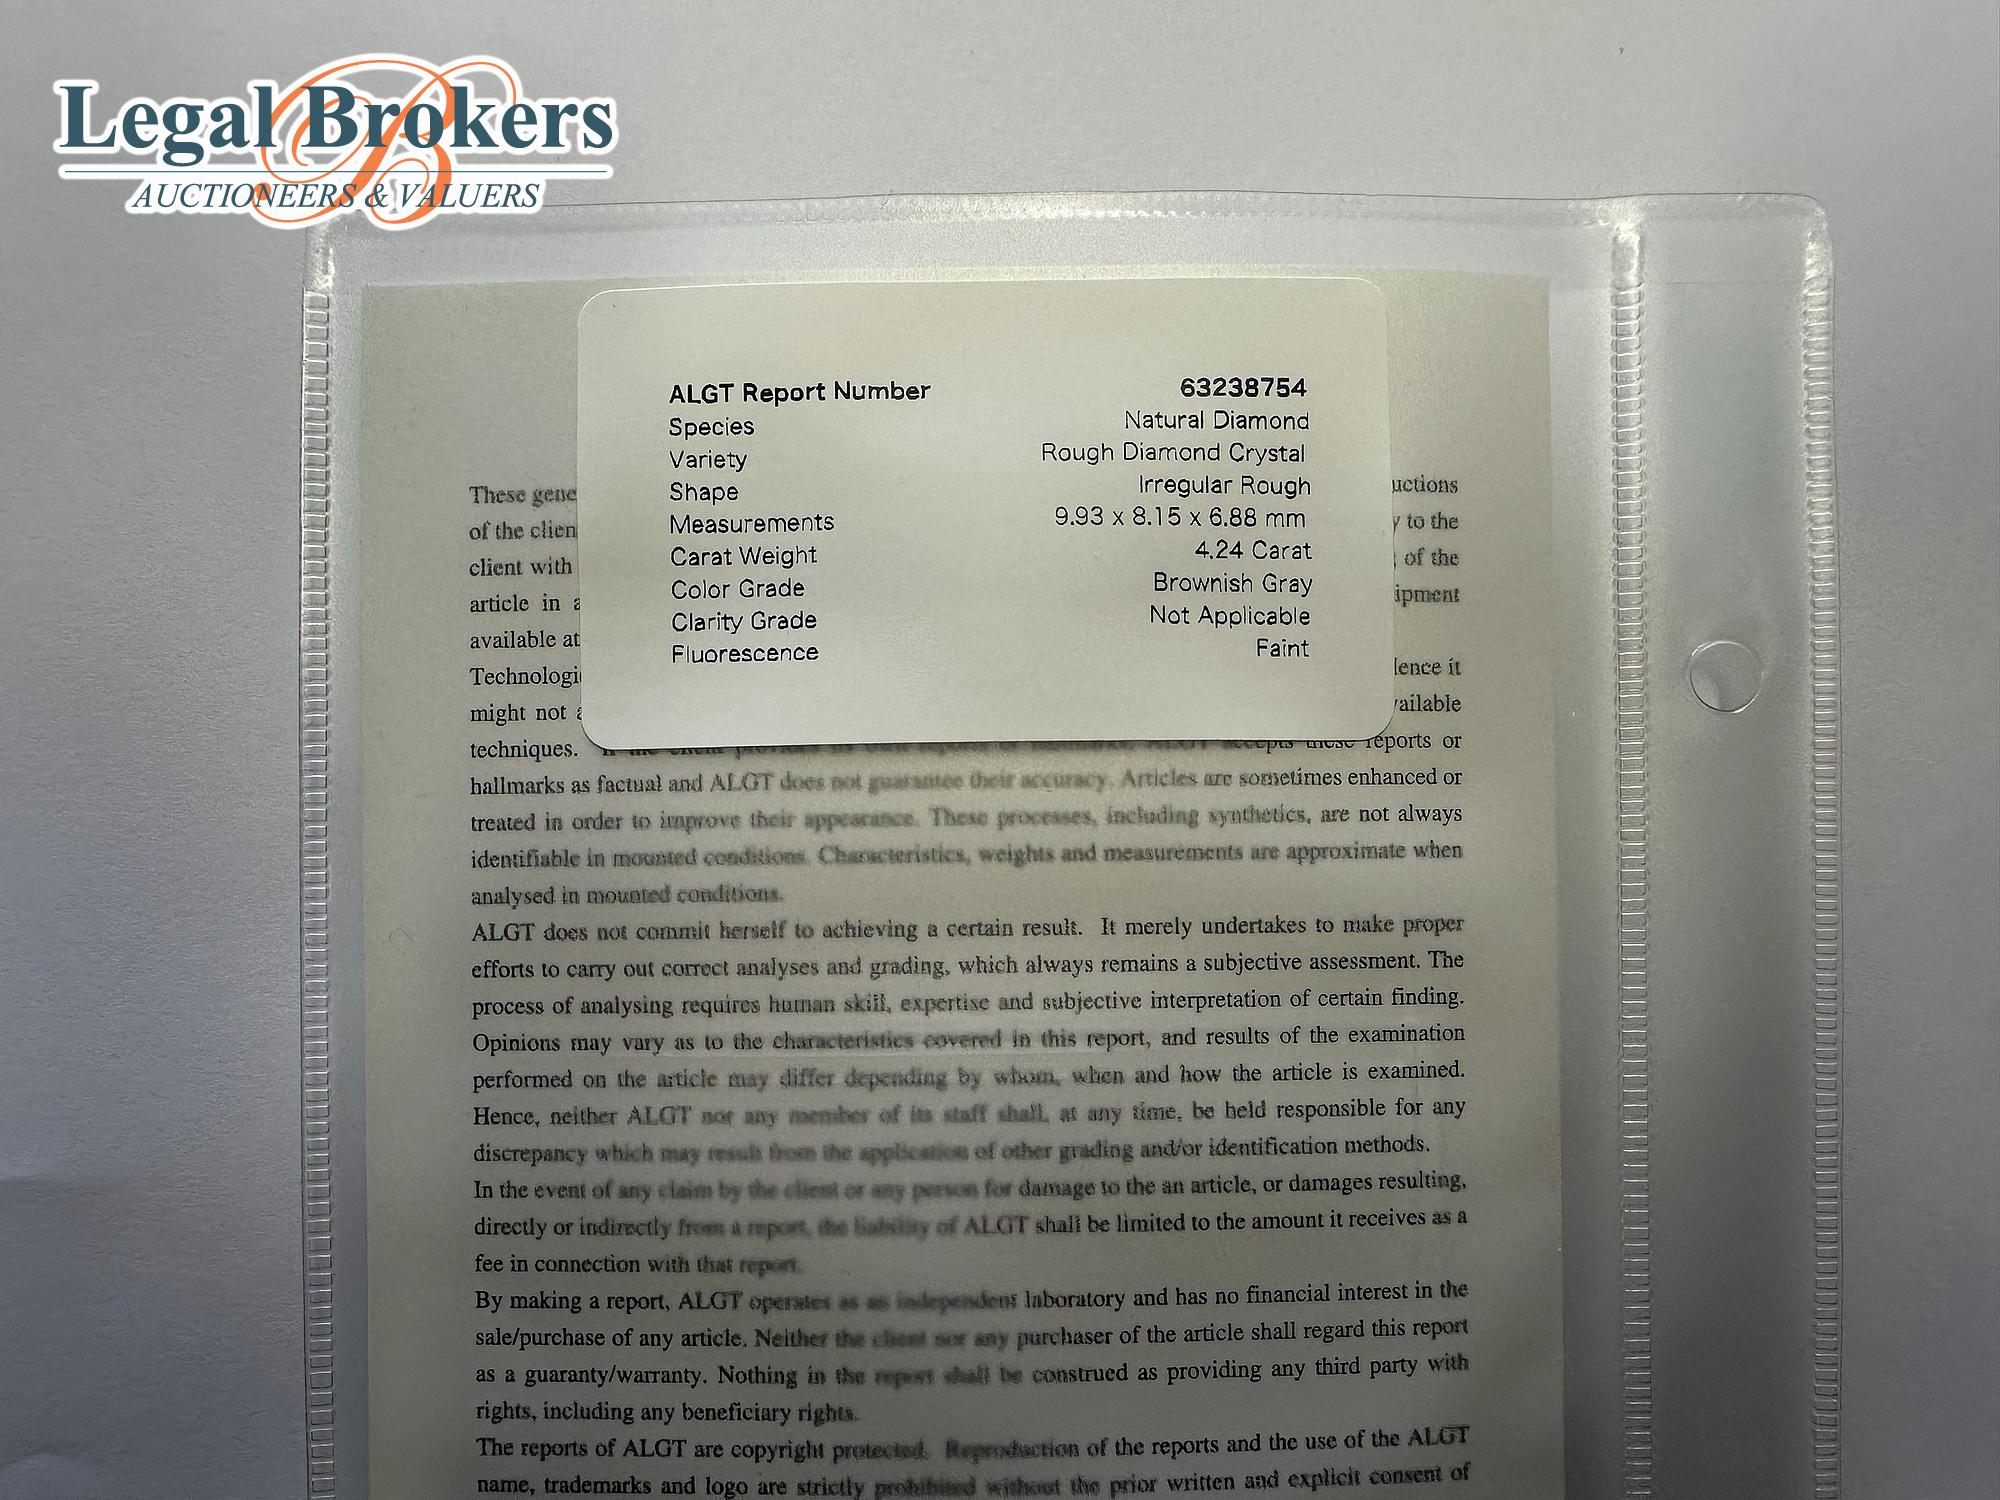 Legal Brokers
AUCTIONEERS & VALUERS
ALGT Report Number 63238754
Species Natural Diamond
Variety Rough Diamond Crystal
Shape Irregular Rough
Measurements 9.93 x 8.15 x 6.88 mm
Carat Weight 4.24 Carat
Color Grade Brownish Gray
Clarity Grade Not Applicable
Fluorescence Faint
These
of the to the
client with of the
article in
available at
it
might not
techniques. reports or
hallmarks as factual and ALGT does not guarantee their accuracy. Articles are sometimes enhanced or
treated in order to improve their appearance. These processes, including synthetics, are not always
identifiable in mounted conditions. Characteristics, weights and measurements are approximate when
analysed in mounted conditions.
ALGT does not commit herself to achieving a certain result. It merely undertakes to make proper
efforts to carry out correct analyses and grading, which always remains a subjective assessment. The
process of analysing requires human skill, expertise and subjective interpretation of certain finding.
Opinions may vary as to the characteristics covered in this report, and results of the examination
performed on the article may differ depending by whom, when and how the article is examined.
Hence, neither ALGT nor any member of its staff shall, at any time, be held responsible for any
discrepancy which may result from the application of other grading and/or identification methods.
In the event of any claim by the client or any person for damage to the an article, or damages resulting,
directly or indirectly from a report, the liability of ALGT shall be limited to the amount it receives as a
fee in connection with that report.
By making a report, ALGT operates as an independent laboratory and has no financial interest in the
sale/purchase of any article. Neither the client nor any purchaser of the article shall regard this report
as a guaranty/warranty. Nothing in the report shall be construed as providing any third party with
rights, including any beneficiary rights.
The reports of ALGT are copyright protected. Reproduction of the reports and the use of the ALGT
name, trademarks and logo are strictly prohibited without the prior written and explicit consent of